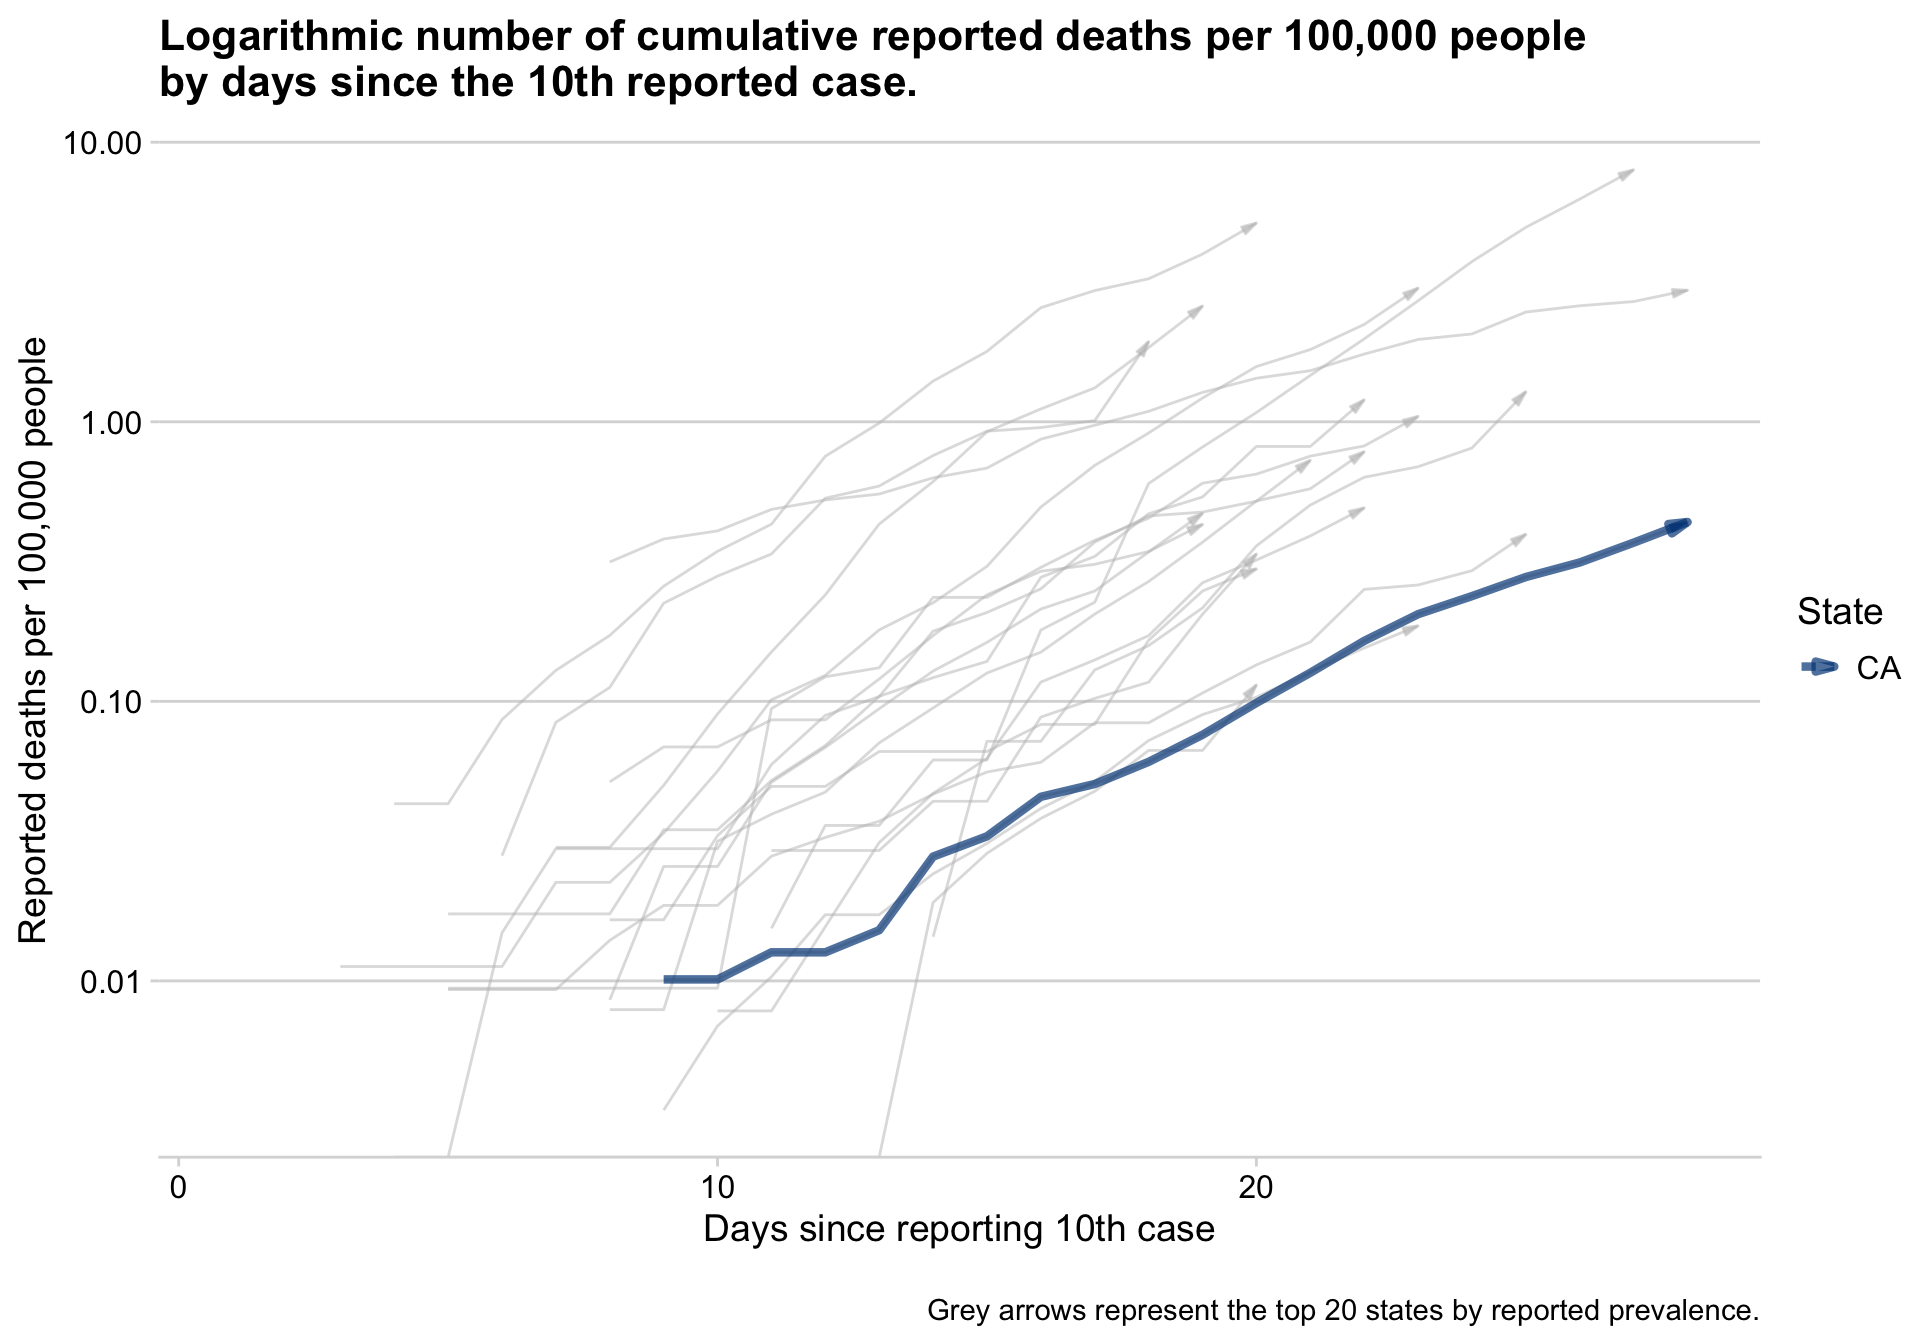 Logarithmic number of cumulative reported deaths per 100,000 people
by days since the 10th reported case.
Reported deaths per 100,000 people
10.00
1.00
0.10
0.01
0
10
20
Days since reporting 10th case
State
CA
Grey arrows represent the top 20 states by reported prevalence.